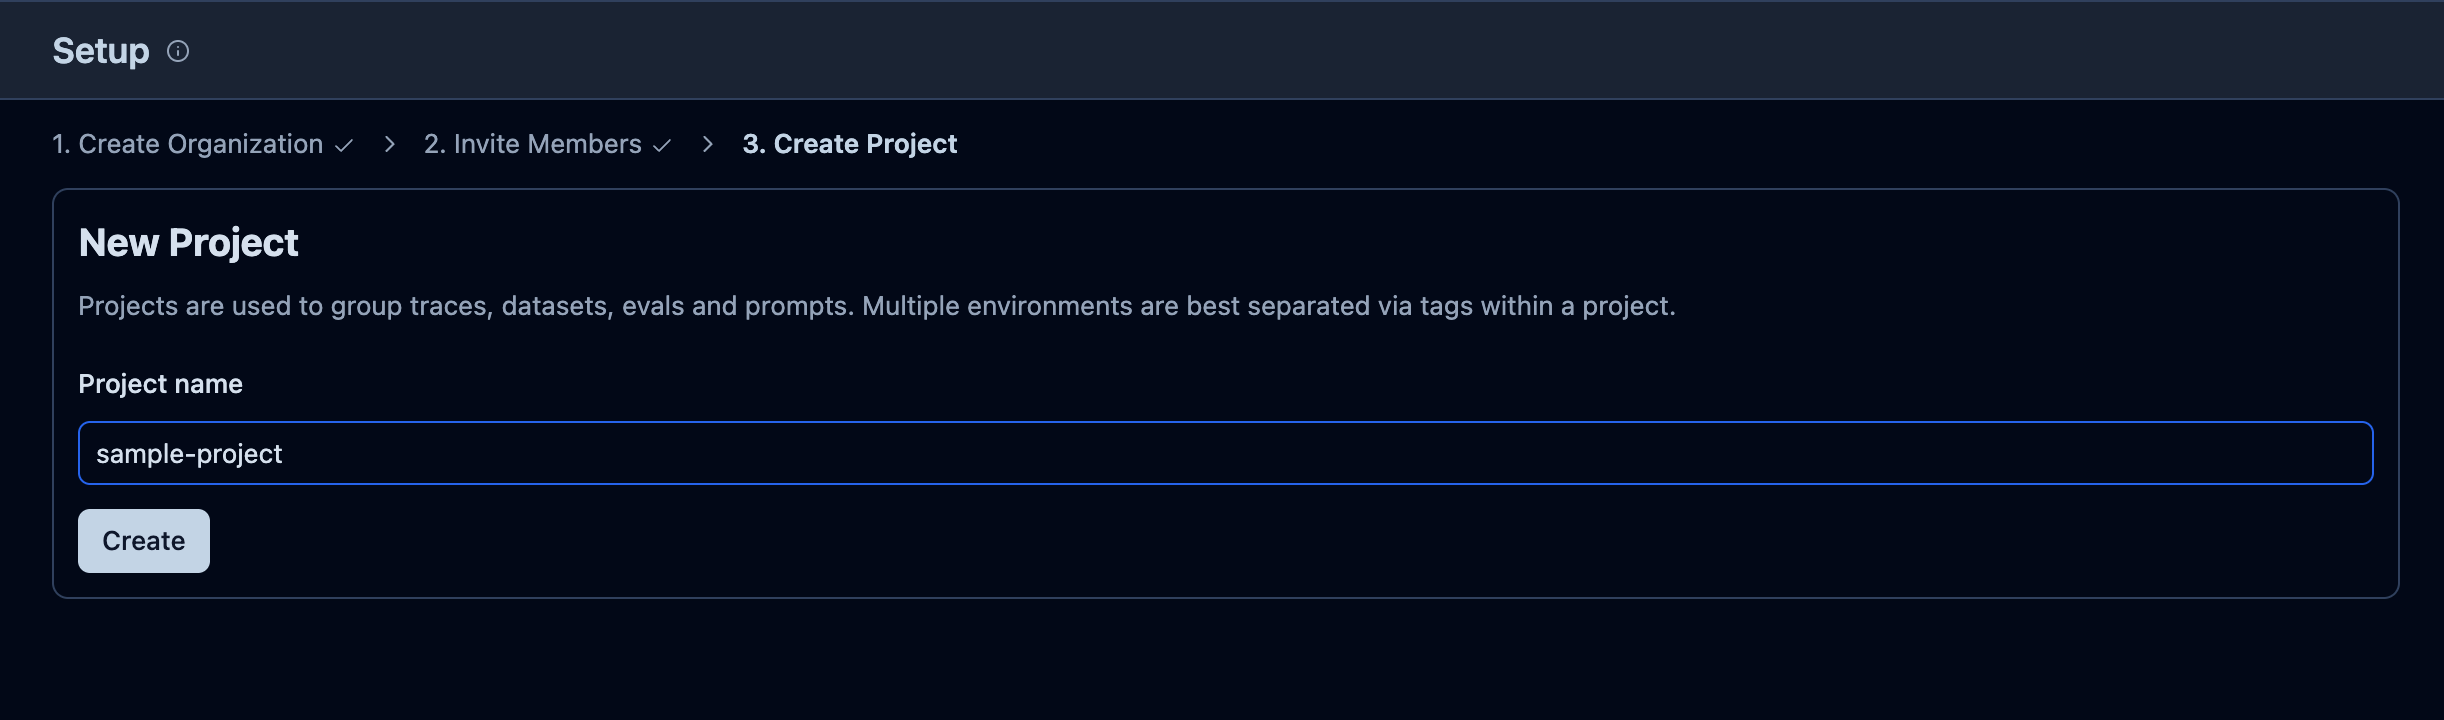 Setup
1. Create Organization > 2. Invite Members > 3. Create Project
New Project
Projects are used to group traces, datasets, evals and prompts. Multiple environments are best separated via tags within a project.
Project name
sample-project
Create